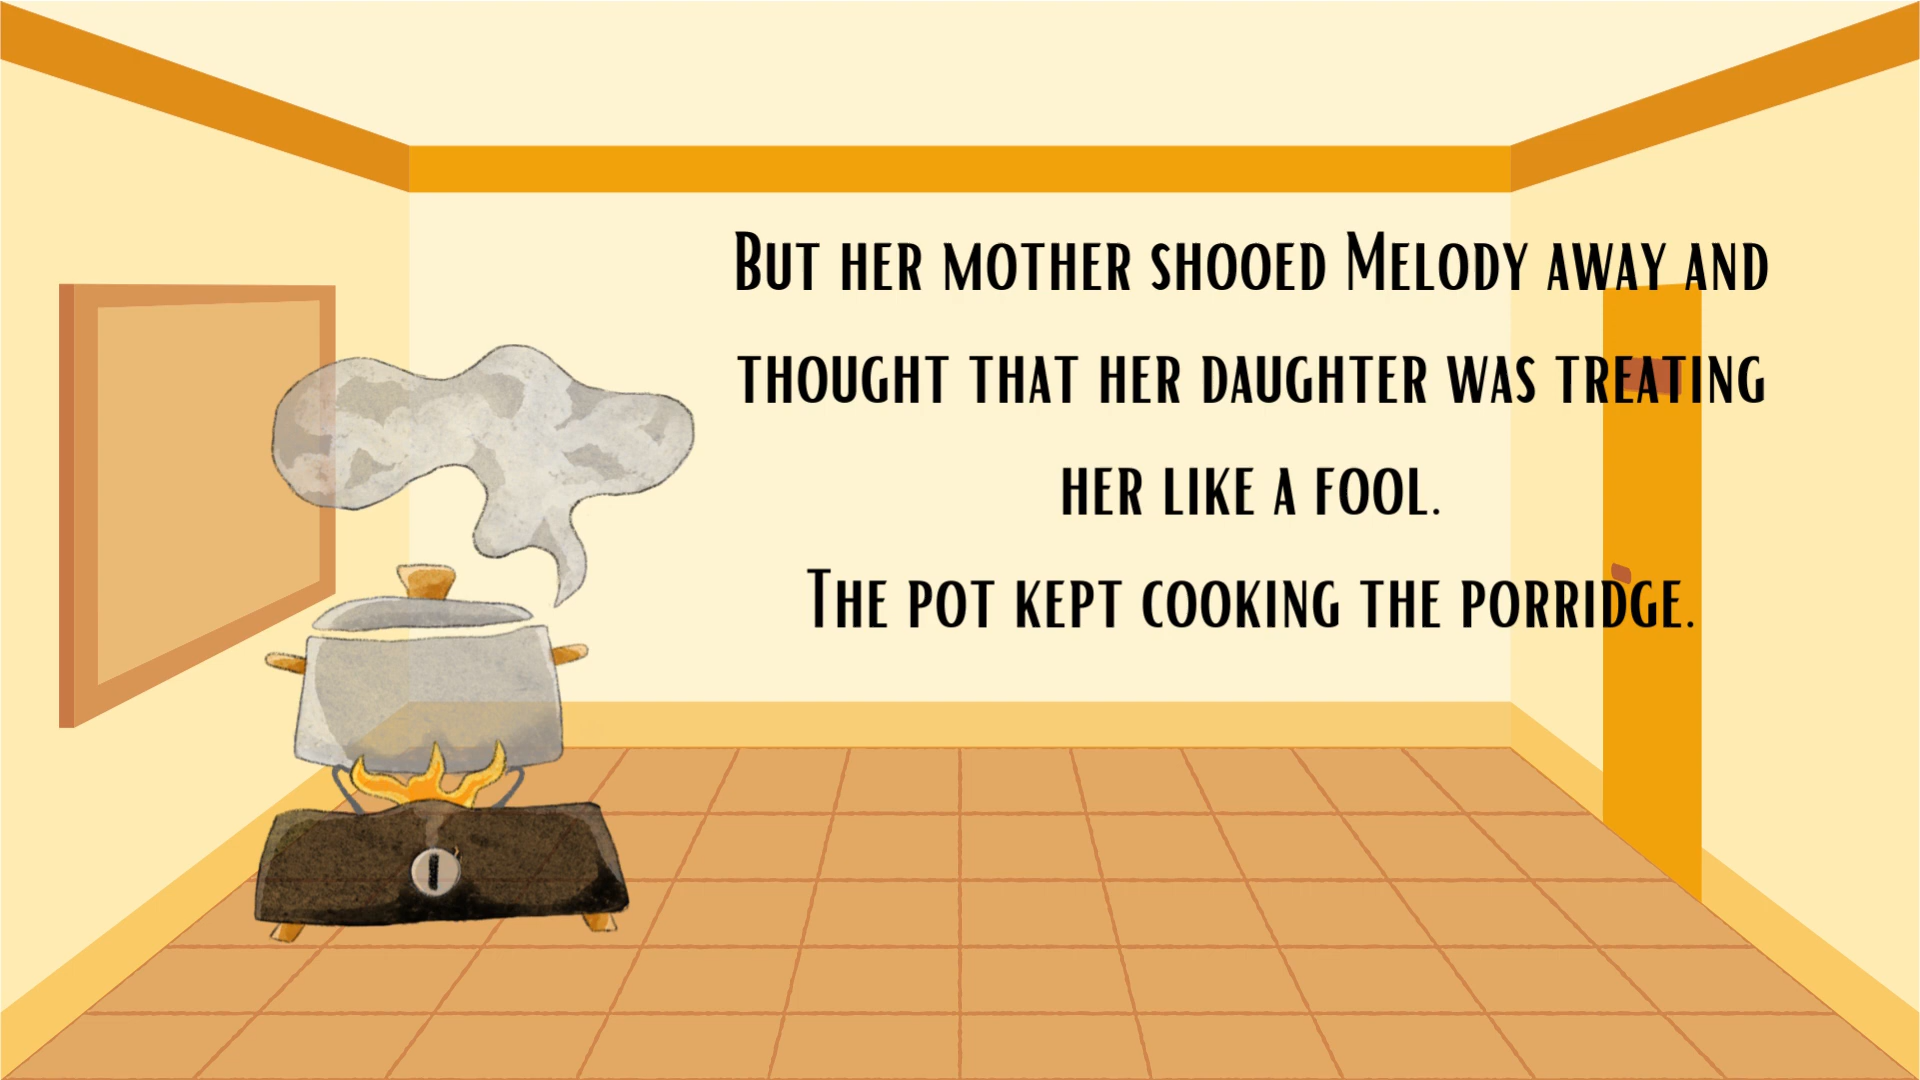 But her mother shooed Melody away and
thought that her daughter was treating
her like a fool.
The pot kept cooking the porridge.